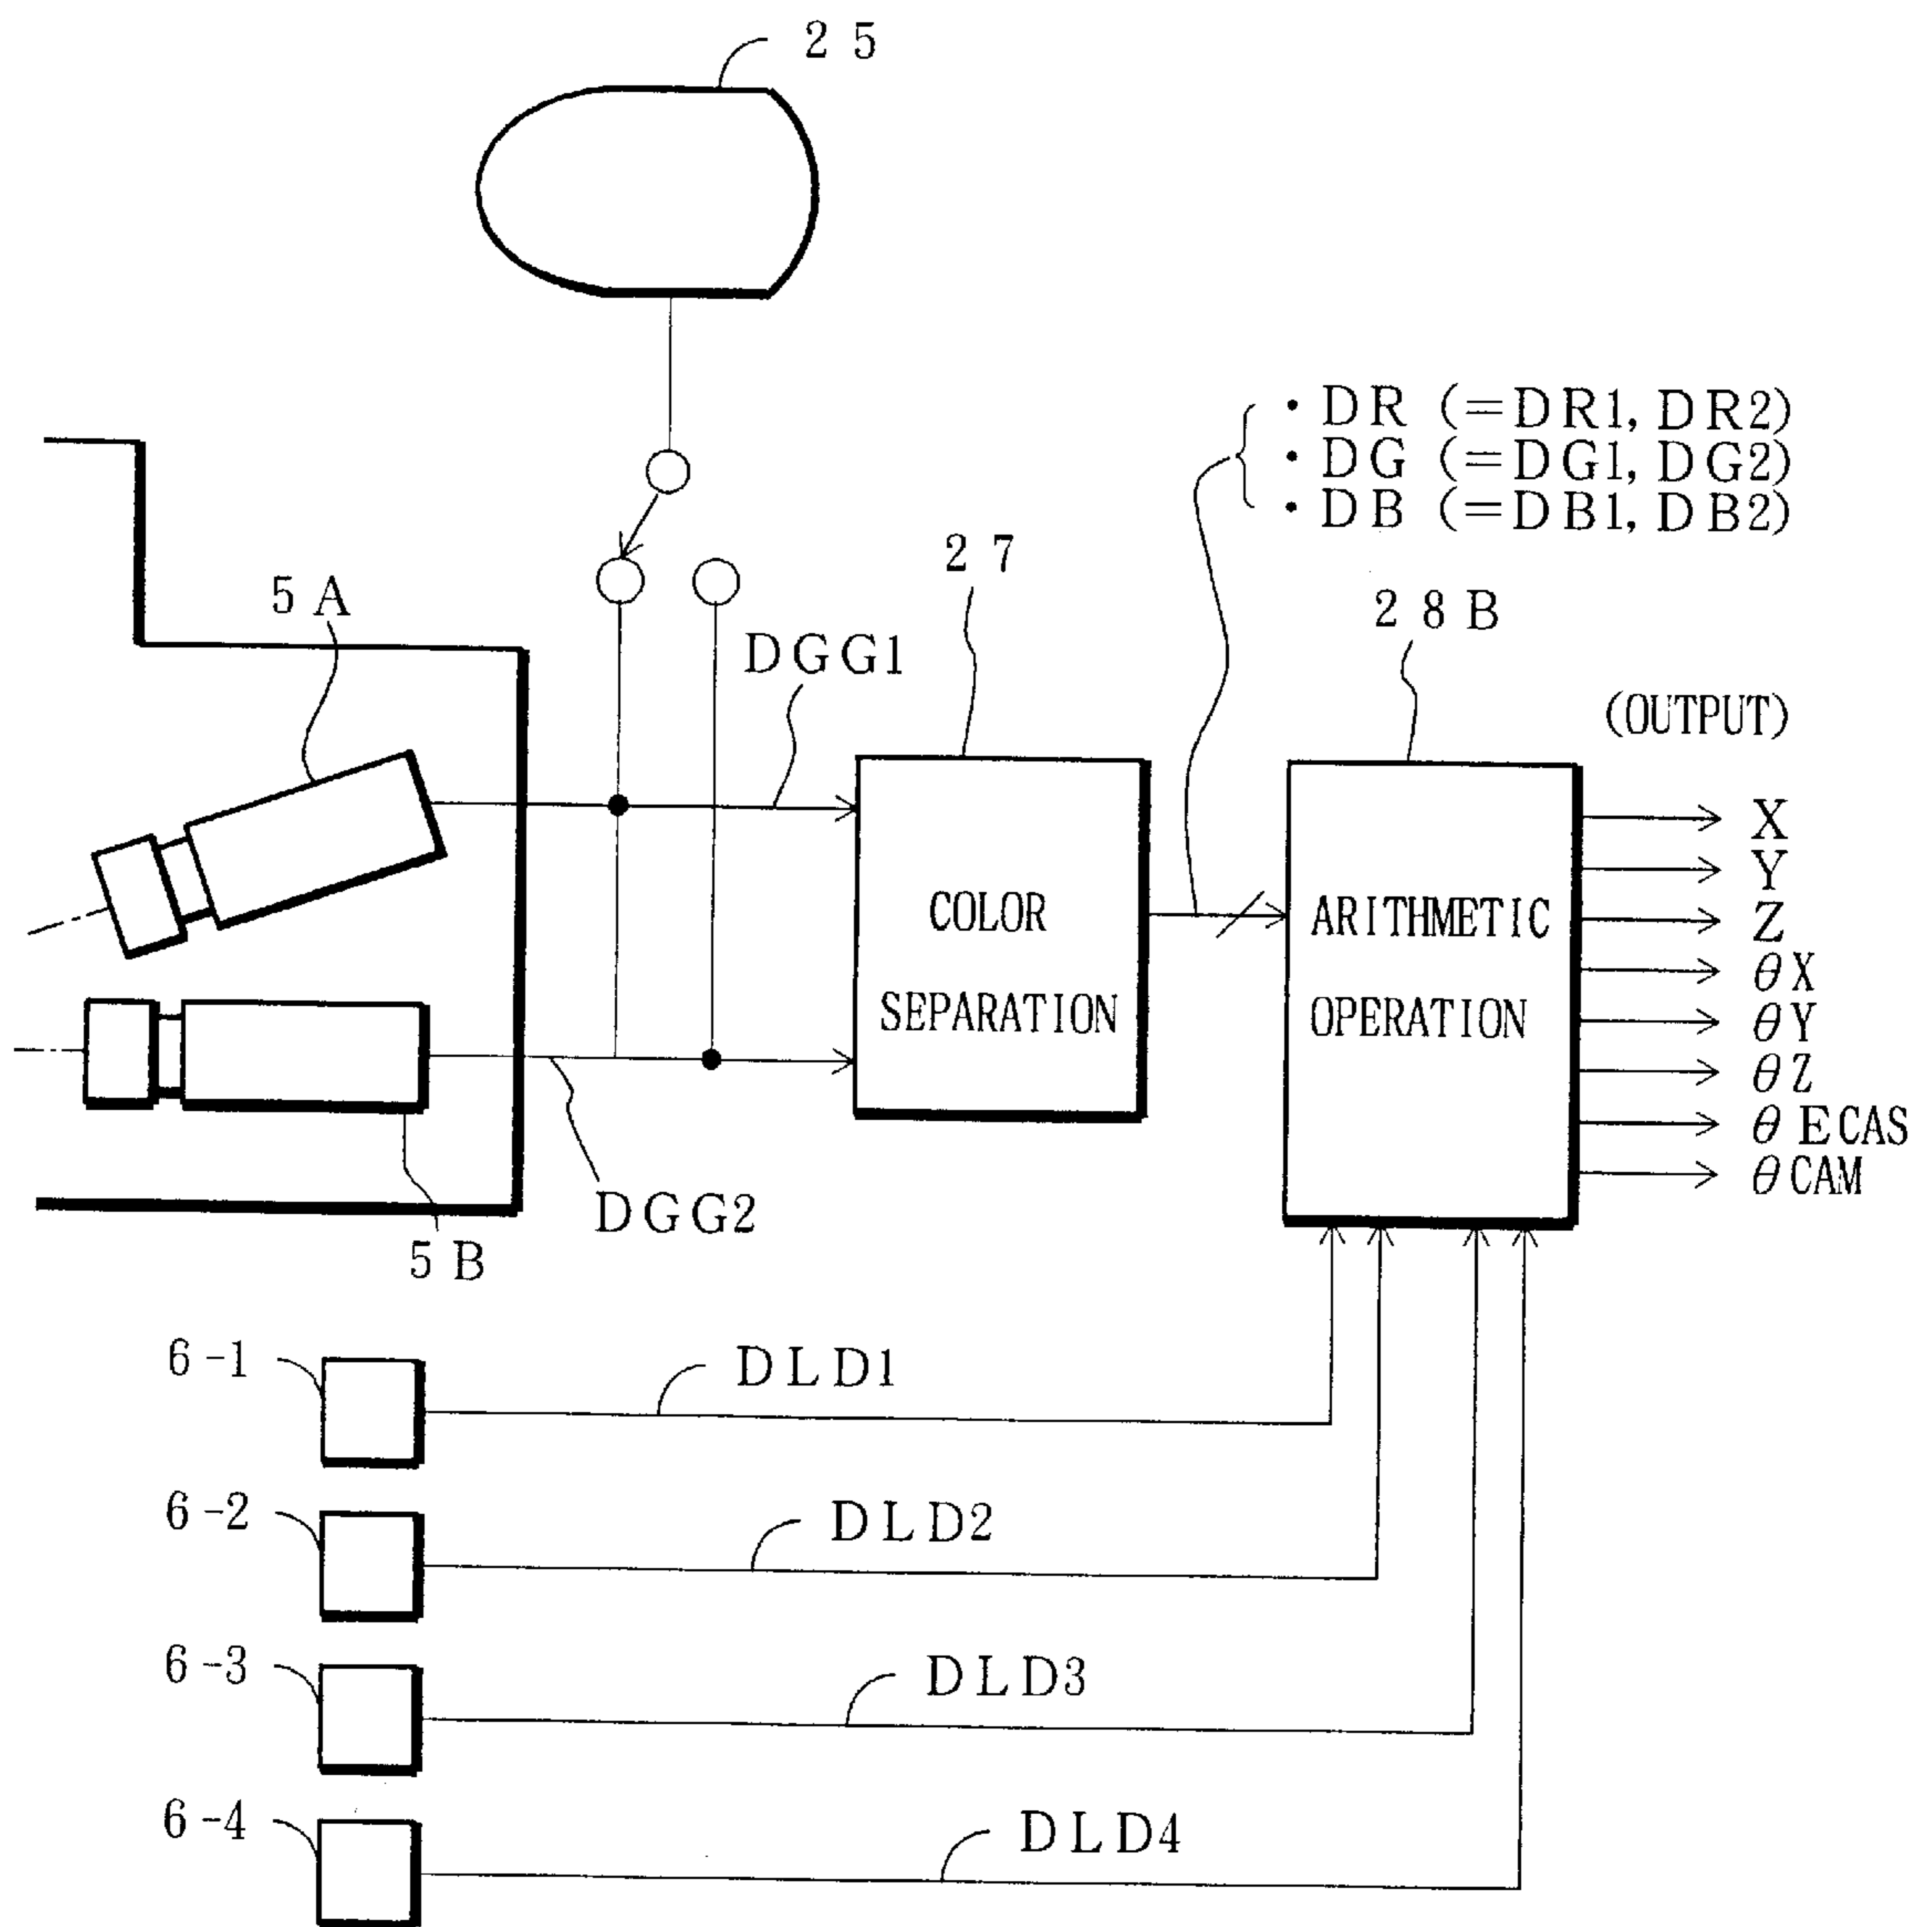 25
• DR (=DR1, DR2)
• DG (=DG1, DG2)
• DB (=DB1, DB2)
27
5A
28B
DGG1
(OUTPUT)
X
Y
COLOR SEPARATION
ARITHMETIC OPERATION
Z
θX
θY
θZ
θECAS
θCAM
DGG2
5B
6-1
DLD1
6-2
DLD2
6-3
DLD3
6-4
DLD4